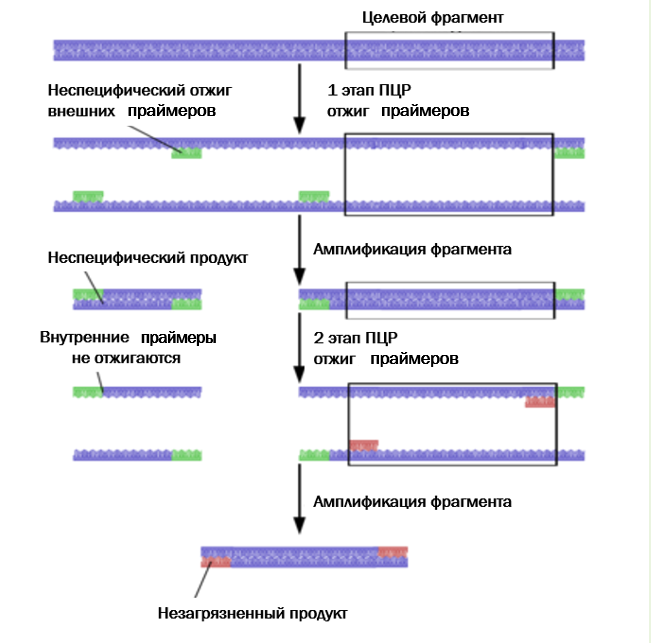 Целевой фрагмент
Неспецифический отжиг
внешних праймеров
1 этап ПЦР
отжиг праймеров
Амплификация фрагмента
Неспецифический продукт
Внутренние праймеры
не отжигаются
2 этап ПЦР
отжиг праймеров
Амплификация фрагмента
Незагрязненный продукт